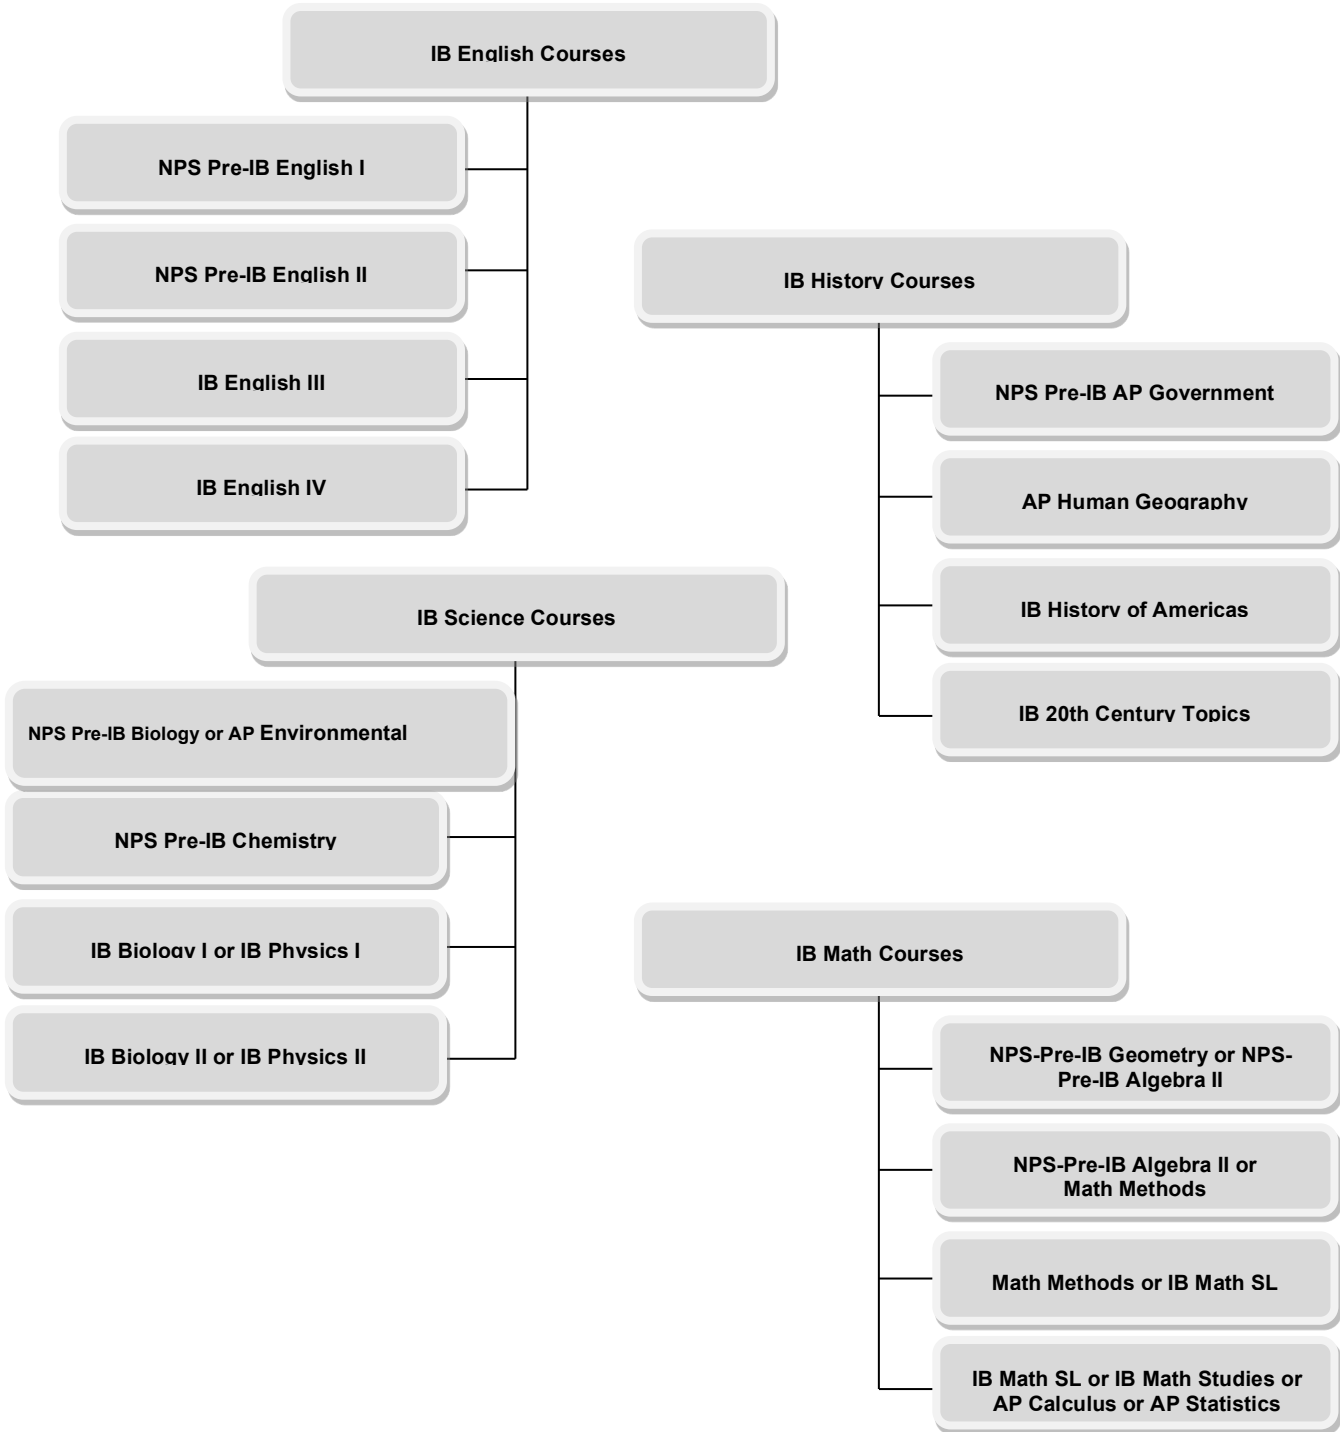 IB English Courses
NPS Pre-IB English I
NPS Pre-IB English II
IB English III
IB English IV
IB History Courses
NPS Pre-IB AP Government
AP Human Geography
IB History of Americas
IB 20th Century Topics
IB Science Courses
NPS Pre-IB Biology or AP Environmental
NPS Pre-IB Chemistry
IB Biology I or IB Physics I
IB Biology II or IB Physics II
IB Math Courses
NPS-Pre-IB Geometry or NPS-
Pre-IB Algebra II
NPS-Pre-IB Algebra II or
Math Methods
Math Methods or IB Math SL
IB Math SL or IB Math Studies or
AP Calculus or AP Statistics